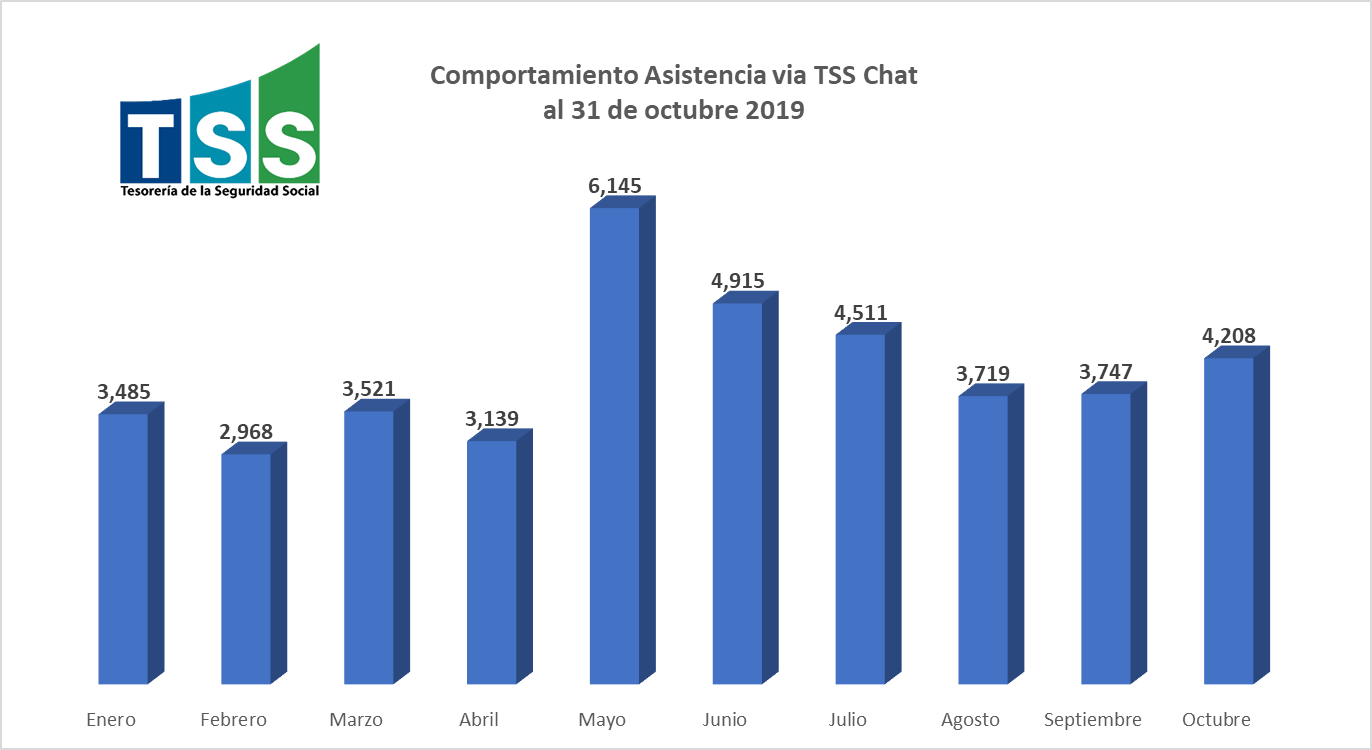 TSS
Tesorería de la Seguridad Social
Comportamiento Asistencia via TSS Chat
al 31 de octubre 2019
3,485
2,968
3,521
3,139
6,145
4,915
4,511
3,719
3,747
4,208
Enero
Febrero
Marzo
Abril
Mayo
Junio
Julio
Agosto
Septiembre
Octubre